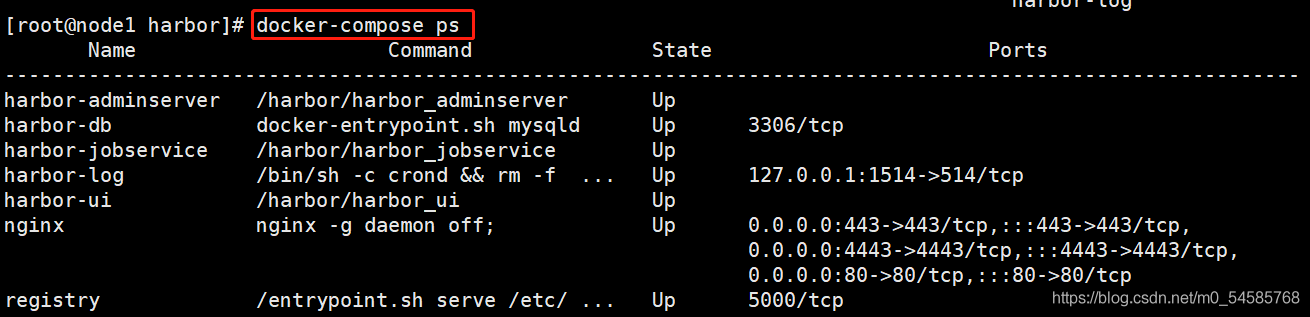 harbor-log
[root@node1 harbor]# docker-compose ps
Name Command State Ports
--------------------------------------------------------------------------------------------------------------
harbor-adminserver /harbor/harbor_adminserver Up
harbor-db docker-entrypoint.sh mysqld Up 3306/tcp
harbor-jobservice /harbor/harbor_jobservice Up
harbor-log /bin/sh -c crond && rm -f ... Up 127.0.0.1:1514->514/tcp
harbor-ui /harbor/harbor_ui Up
nginx nginx -g daemon off; Up 0.0.0.0:443->443/tcp,:::443->443/tcp,
0.0.0.0:4443->4443/tcp,:::4443->4443/tcp,
0.0.0.0:80->80/tcp,:::80->80/tcp
registry /entrypoint.sh serve /etc/ ... Up 5000/tcp
https://blog.csdn.net/m0_54585768